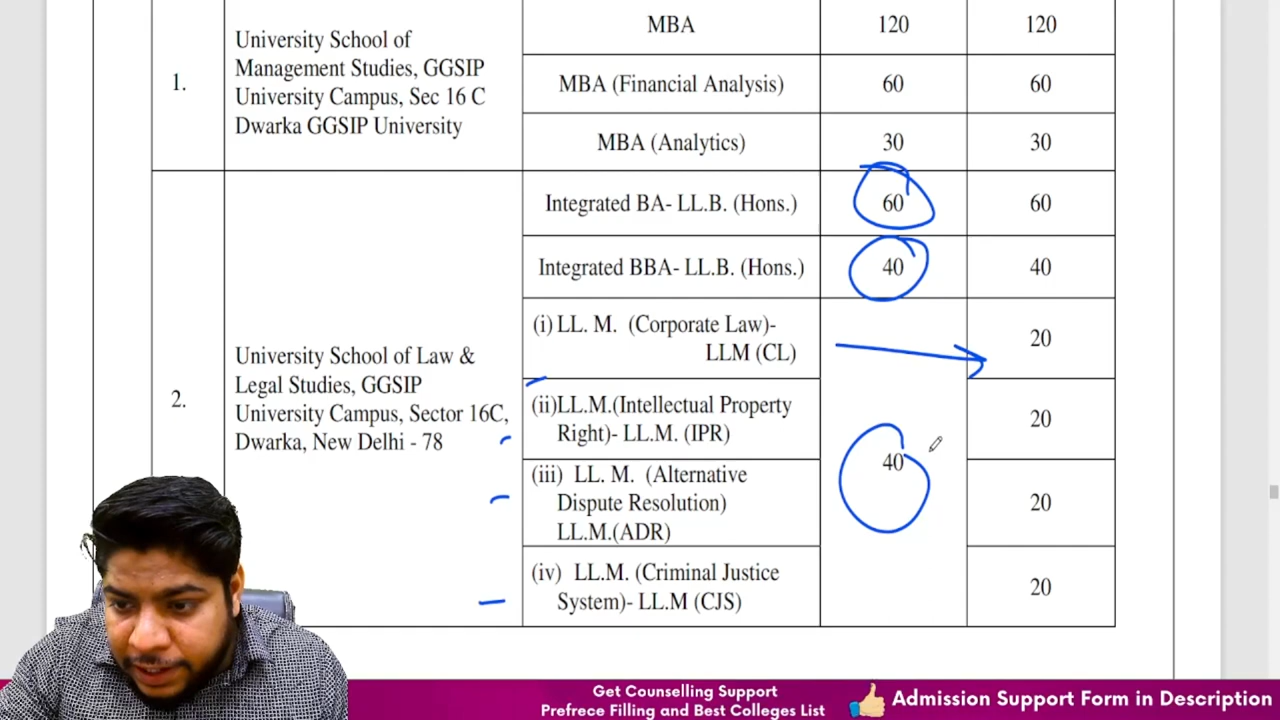 MBA 120 120
1. University School of
Management Studies, GGSIP
University Campus, Sec 16 C
Dwarka GGSIP University
MBA (Financial Analysis) 60 60
MBA (Analytics) 30 30
Integrated BA- LL.B. (Hons.) 60 60
Integrated BBA- LL.B. (Hons.) 40 40
2. University School of Law &
Legal Studies, GGSIP
University Campus, Sector 16C,
Dwarka, New Delhi - 78
(i) LL. M. (Corporate Law)-
LLM (CL) 20
(ii)LL.M.(Intellectual Property
Right)- LL.M. (IPR) 20
40
(iii) LL. M. (Alternative
Dispute Resolution)
LL.M.(ADR) 20
(iv) LL.M. (Criminal Justice
System)- LL.M (CJS) 20
Get Counselling Support
Prefrece Filling and Best Colleges List
Admission Support Form in Description